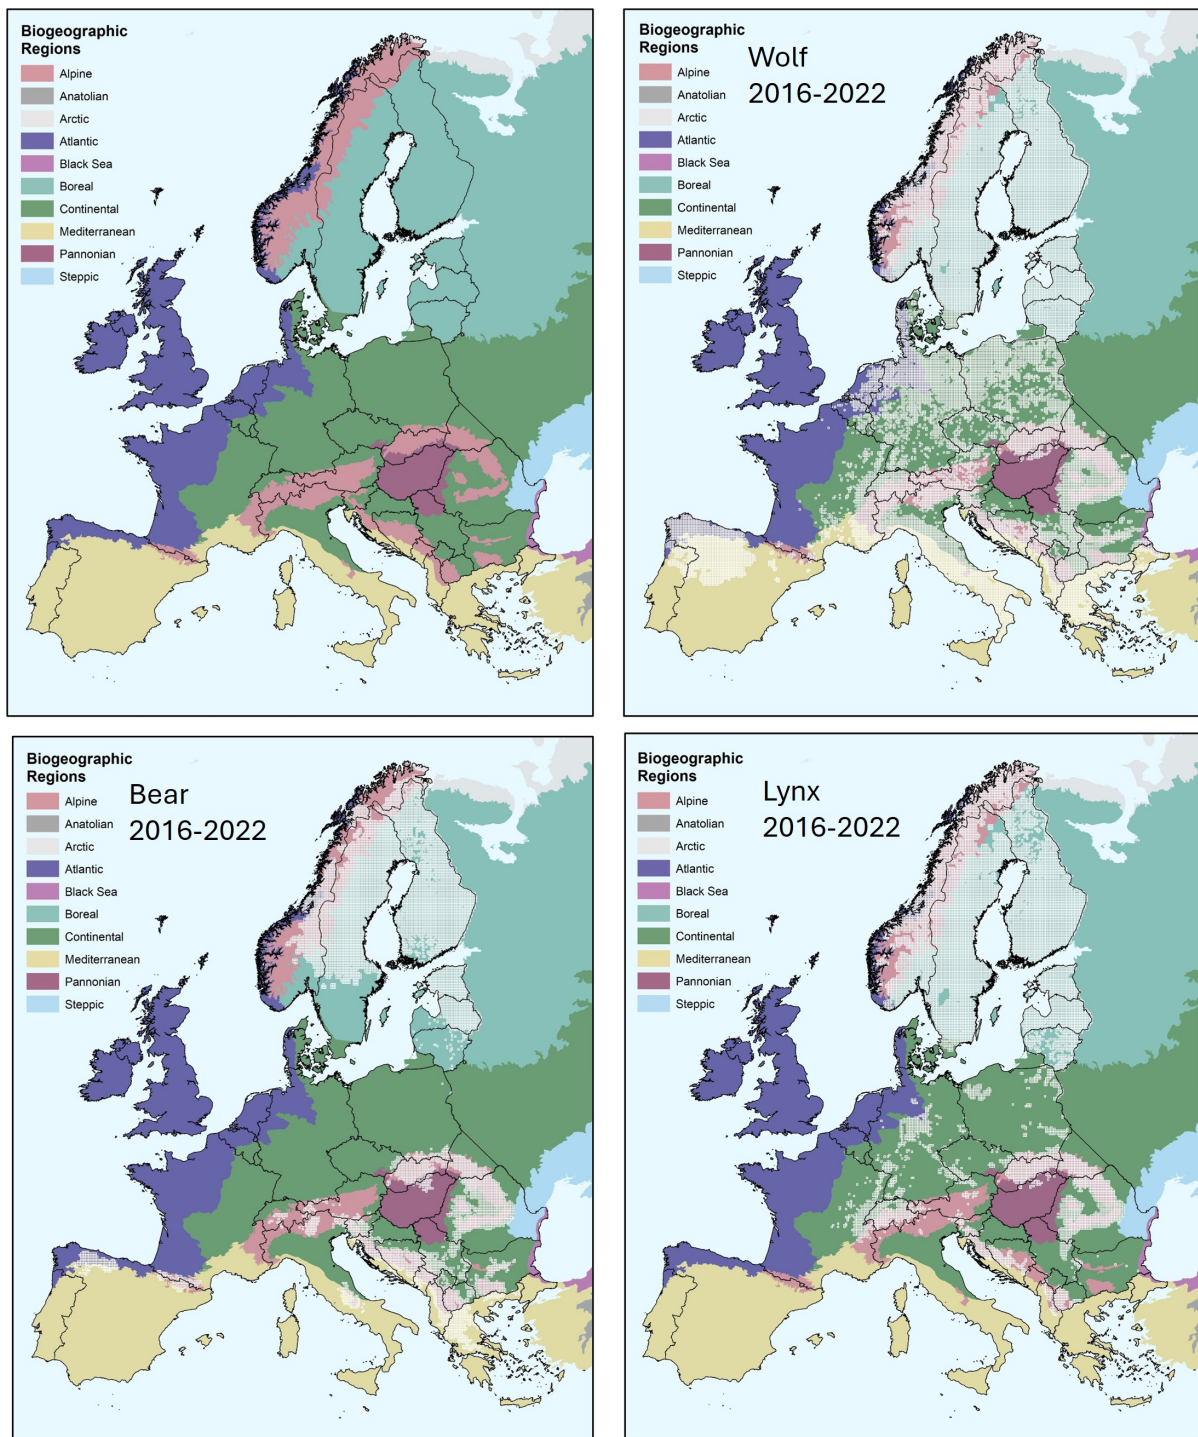 Biogeographic
Regions
Alpine
Anatolian
Arctic
Atlantic
Black Sea
Boreal
Continental
Mediterranean
Pannonian
Steppic
Biogeographic
Regions
Wolf
2016-2022
Alpine
Anatolian
Arctic
Atlantic
Black Sea
Boreal
Continental
Mediterranean
Pannonian
Steppic
Biogeographic
Regions
Bear
2016-2022
Alpine
Anatolian
Arctic
Atlantic
Black Sea
Boreal
Continental
Mediterranean
Pannonian
Steppic
Biogeographic
Regions
Lynx
2016-2022
Alpine
Anatolian
Arctic
Atlantic
Black Sea
Boreal
Continental
Mediterranean
Pannonian
Steppic